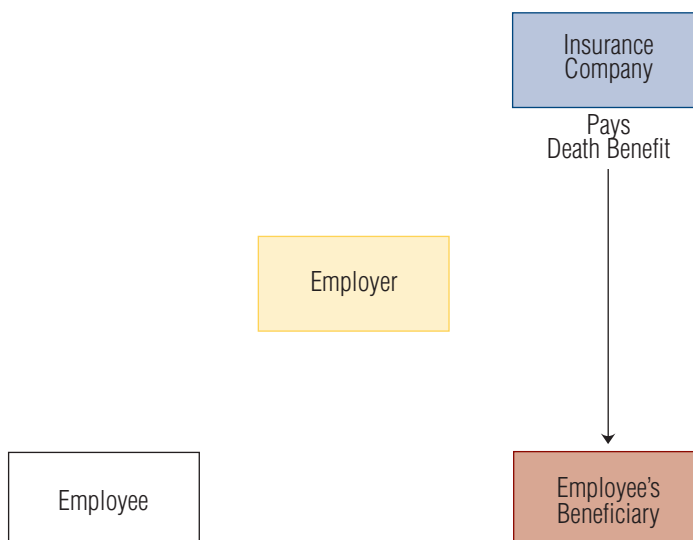 Insurance
Company
Pays
Death Benefit
Employer
Employee
Employee’s
Beneficiary